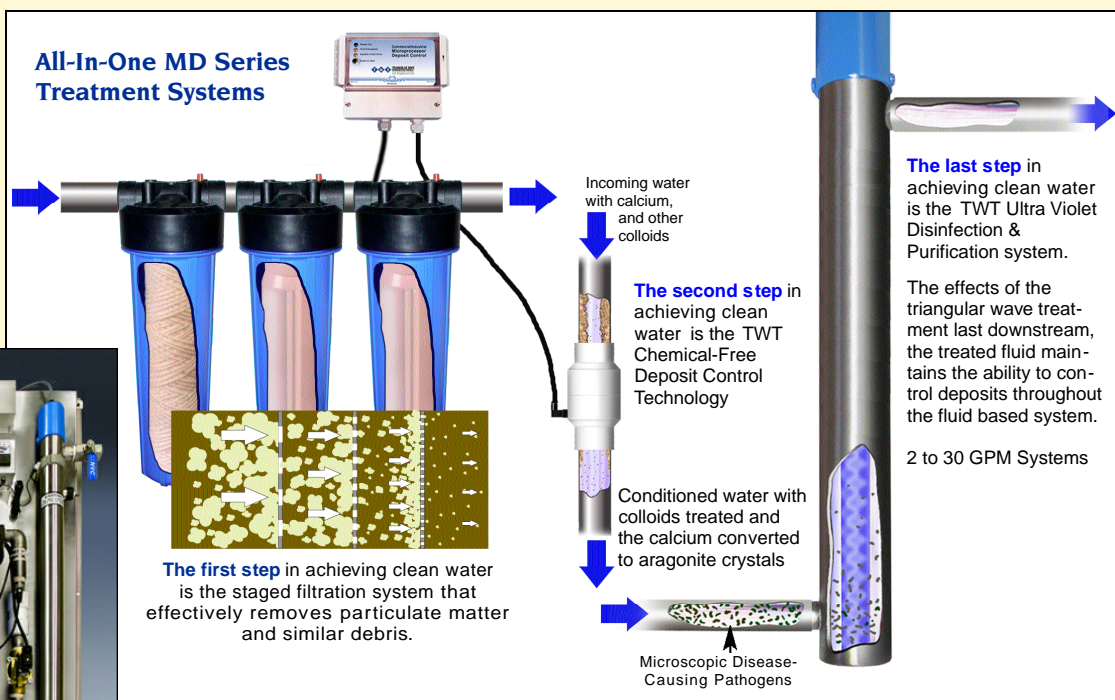 All-In-One MD Series
Treatment Systems
Commercial/Industrial
Microprocessor
Deposit Control
TWT
Incoming water
with calcium,
and other
colloids
The second step in
achieving clean
water is the TWT
Chemical-Free
Deposit Control
Technology
Conditioned water with
colloids treated and
the calcium converted
to aragonite crystals
The first step in achieving clean water
is the staged filtration system that
effectively removes particulate matter
and similar debris.
Microscopic Disease-
Causing Pathogens
The last step in
achieving clean water
is the TWT Ultra Violet
Disinfection &
Purification system.
The effects of the
triangular wave treat-
ment last downstream,
the treated fluid main-
tains the ability to con-
trol deposits throughout
the fluid based system.
2 to 30 GPM Systems